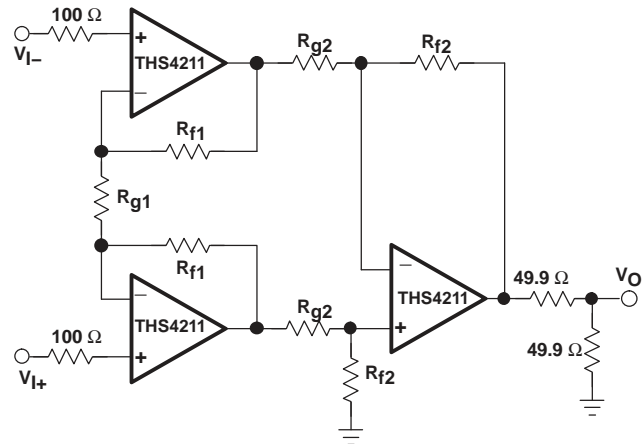 100 Ω
V_I−
+
THS4211
−
R_g2
R_f2
R_f1
R_g1
R_f1
−
THS4211
+
100 Ω
V_I+
R_g2
R_f2
−
THS4211
+
49.9 Ω
V_O
49.9 Ω